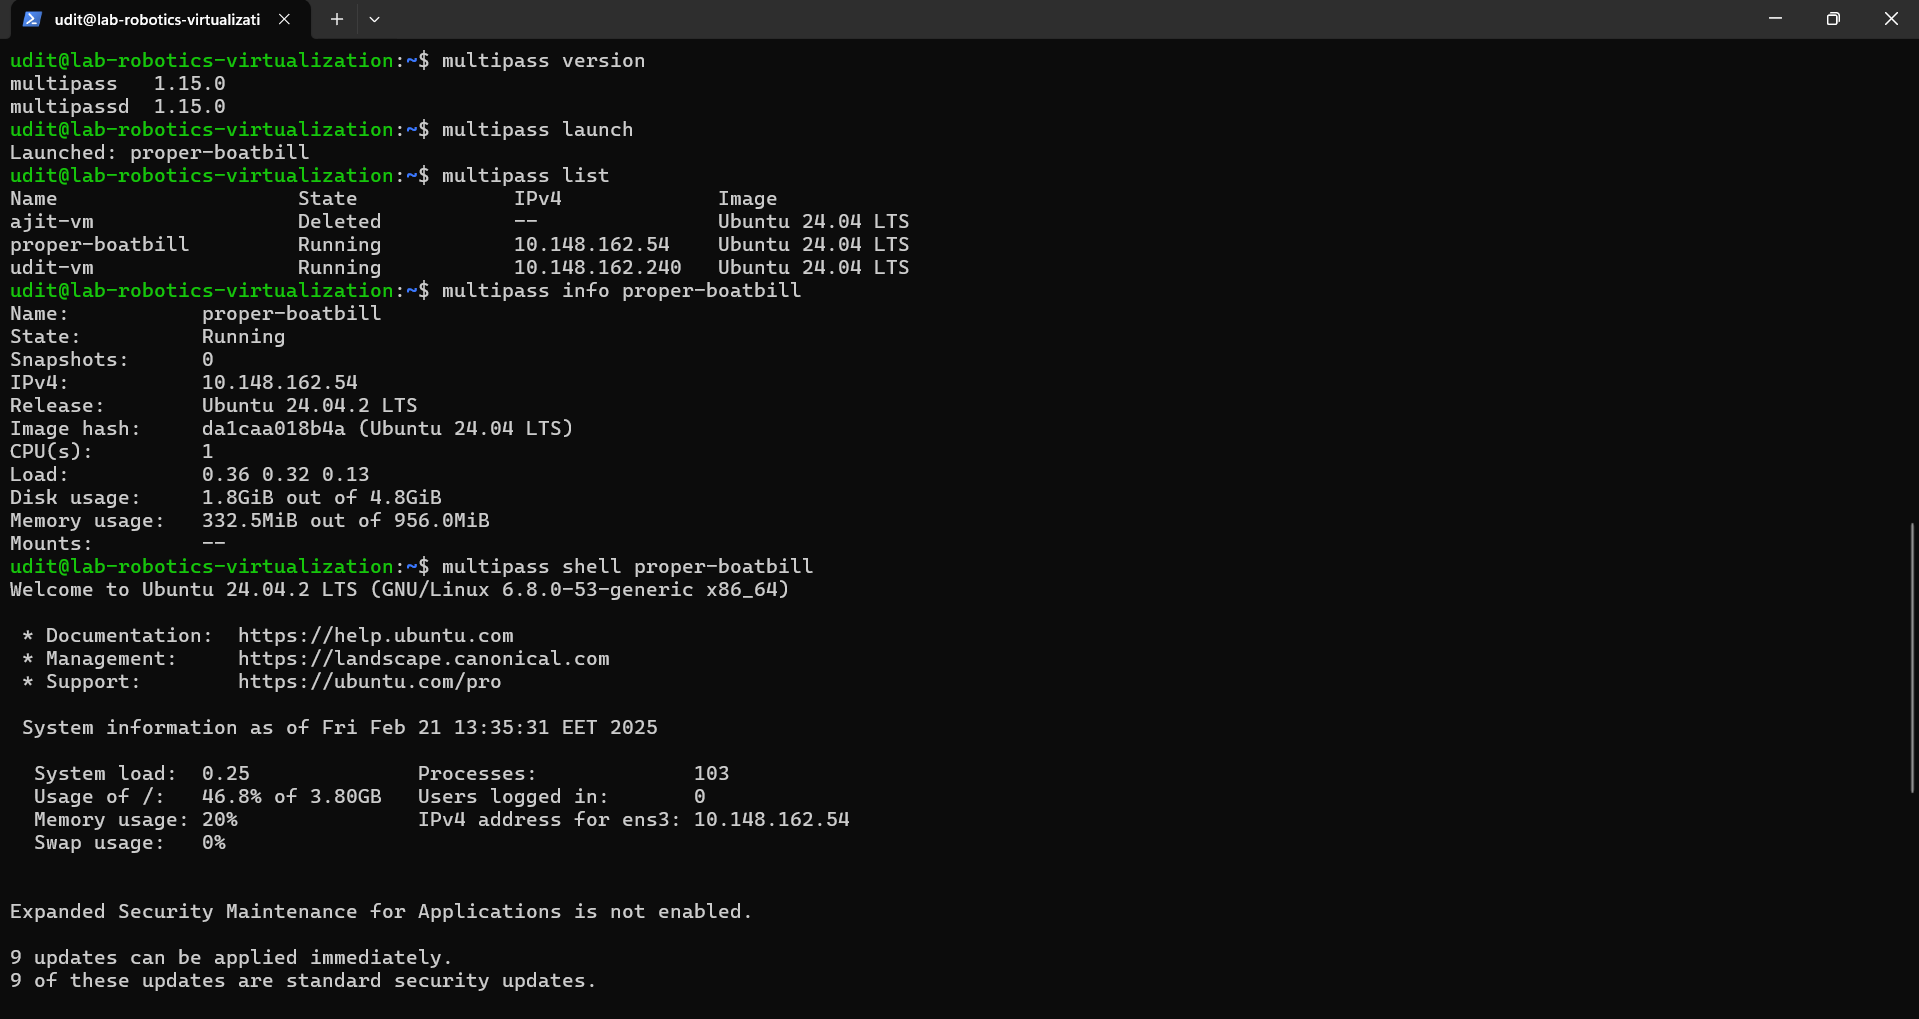 udit@lab-robotics-virtualizati
udit@lab-robotics-virtualization:~$ multipass version
multipass   1.15.0
multipassd  1.15.0
udit@lab-robotics-virtualization:~$ multipass launch
Launched: proper-boatbill
udit@lab-robotics-virtualization:~$ multipass list
Name                    State             IPv4             Image
ajit-vm                 Deleted           --               Ubuntu 24.04 LTS
proper-boatbill         Running           10.148.162.54    Ubuntu 24.04 LTS
udit-vm                 Running           10.148.162.240   Ubuntu 24.04 LTS
udit@lab-robotics-virtualization:~$ multipass info proper-boatbill
Name:           proper-boatbill
State:          Running
Snapshots:      0
IPv4:           10.148.162.54
Release:        Ubuntu 24.04.2 LTS
Image hash:     da1caa018b4a (Ubuntu 24.04 LTS)
CPU(s):         1
Load:           0.36 0.32 0.13
Disk usage:     1.8GiB out of 4.8GiB
Memory usage:   332.5MiB out of 956.0MiB
Mounts:         --
udit@lab-robotics-virtualization:~$ multipass shell proper-boatbill
Welcome to Ubuntu 24.04.2 LTS (GNU/Linux 6.8.0-53-generic x86_64)
 * Documentation:  https://help.ubuntu.com
 * Management:     https://landscape.canonical.com
 * Support:        https://ubuntu.com/pro
 System information as of Fri Feb 21 13:35:31 EET 2025
  System load:  0.25              Processes:             103
  Usage of /:   46.8% of 3.80GB   Users logged in:       0
  Memory usage: 20%               IPv4 address for ens3: 10.148.162.54
  Swap usage:   0%
Expanded Security Maintenance for Applications is not enabled.
9 updates can be applied immediately.
9 of these updates are standard security updates.